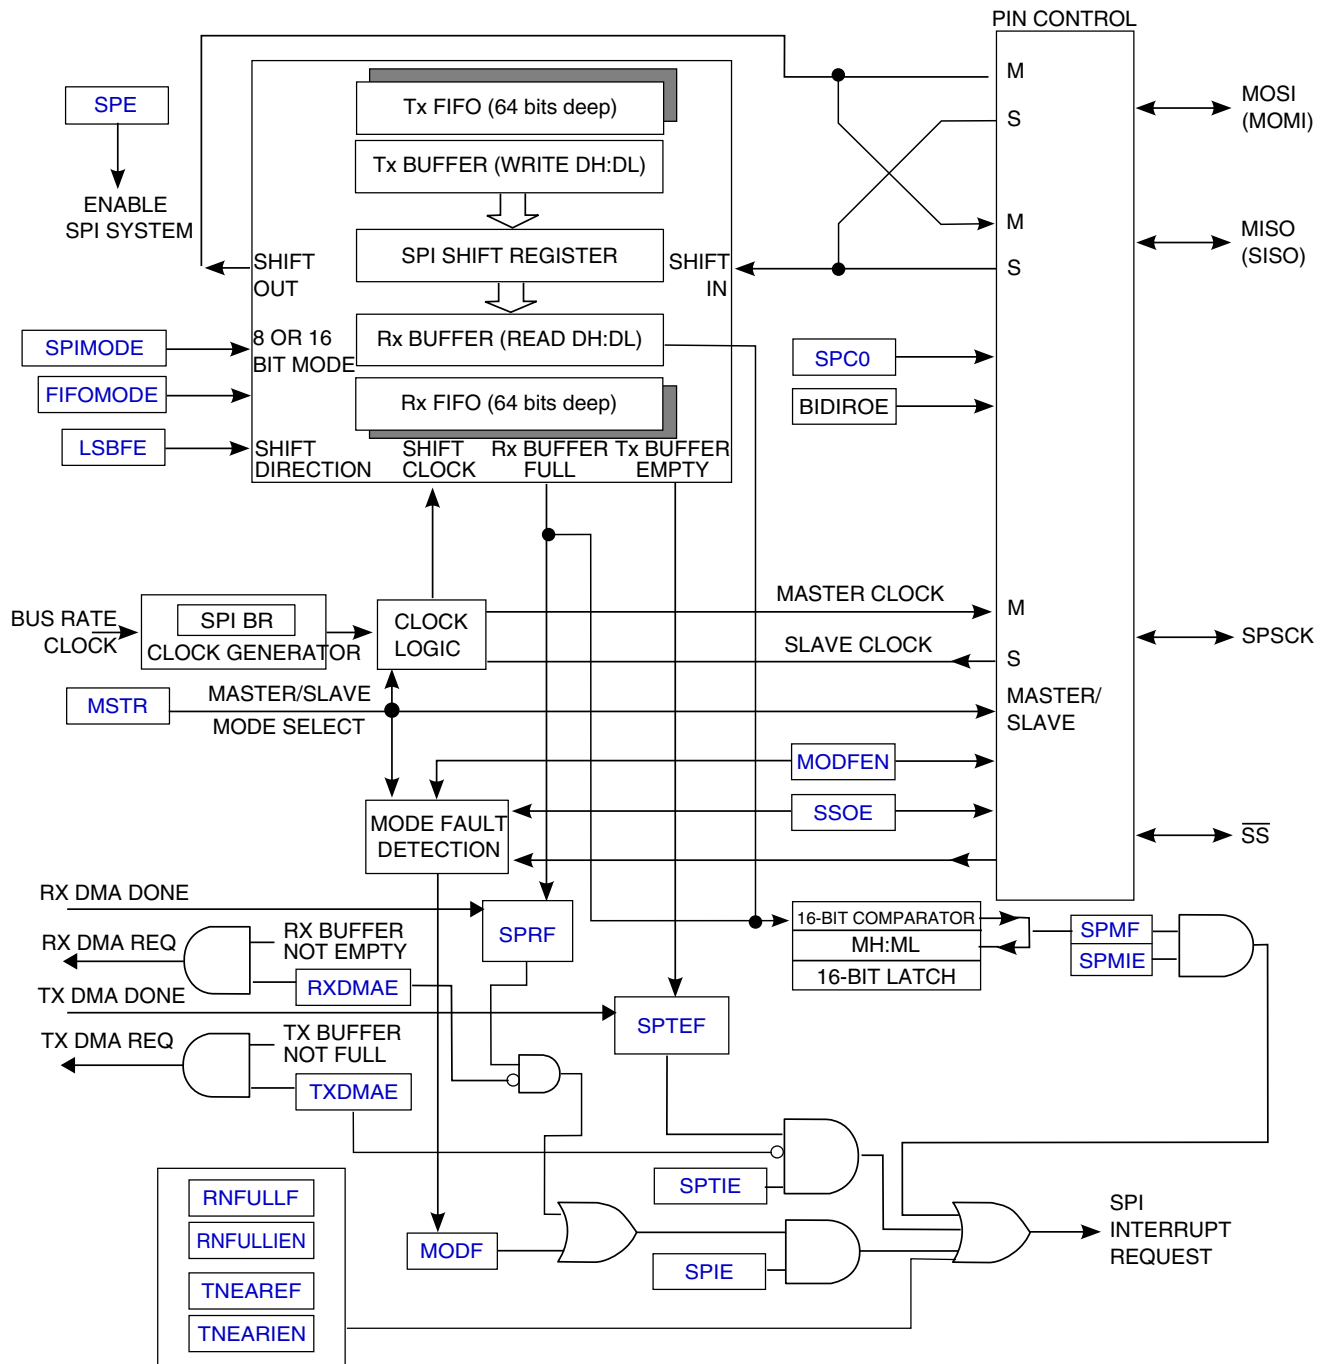 PIN CONTROL
M
MOSI
(MOMI)
S
SPE
Tx FIFO (64 bits deep)
Tx BUFFER (WRITE DH:DL)
ENABLE
SPI SYSTEM
M
MISO
(SISO)
SHIFT
OUT
SPI SHIFT REGISTER
SHIFT
IN
S
SPIMODE
8 OR 16
BIT MODE
Rx BUFFER (READ DH:DL)
SPC0
FIFOMODE
Rx FIFO (64 bits deep)
BIDIROE
LSBFE
SHIFT
DIRECTION
SHIFT
CLOCK
Rx BUFFER
FULL
Tx BUFFER
EMPTY
BUS RATE
CLOCK
SPI BR
CLOCK GENERATOR
CLOCK
LOGIC
MASTER CLOCK
M
SLAVE CLOCK
S
SPSCK
MSTR
MASTER/SLAVE
MODE SELECT
MASTER/
SLAVE
MODFEN
MODE FAULT
DETECTION
SSOE
SS
RX DMA DONE
RX DMA REQ
RX BUFFER
NOT EMPTY
SPRF
16-BIT COMPARATOR
MH:ML
16-BIT LATCH
SPMF
SPMIE
RXDMAE
TX DMA DONE
SPTEF
TX DMA REQ
TX BUFFER
NOT FULL
TXDMAE
SPTIE
RNFULLF
RNFULLIEN
MODF
SPIE
SPI
INTERRUPT
REQUEST
TNEAREF
TNEARIEN